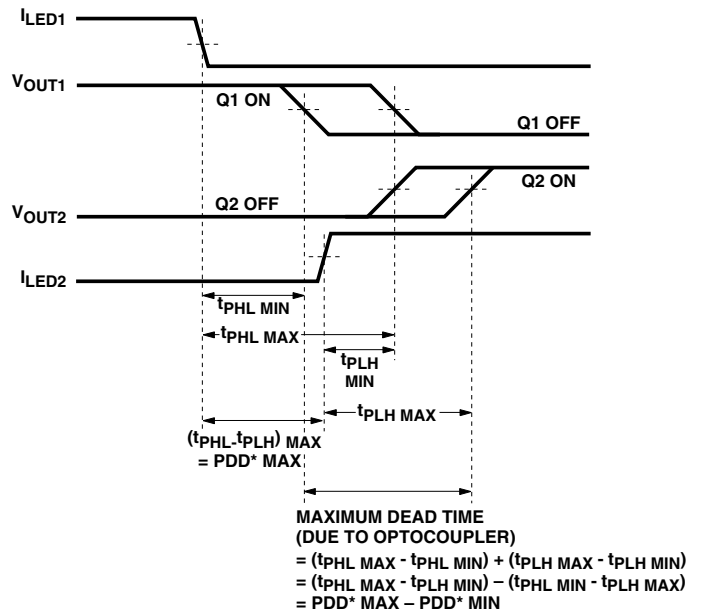 ILED1
VOUT1
Q1 ON
Q1 OFF
Q2 ON
Q2 OFF
VOUT2
ILED2
tPHL MIN
tPHL MAX
tPLH
MIN
tPLH MAX
(tPHL-tPLH) MAX
= PDD* MAX
MAXIMUM DEAD TIME
(DUE TO OPTOCOUPLER)
= (tPHL MAX - tPHL MIN) + (tPLH MAX - tPLH MIN)
= (tPHL MAX - tPLH MIN) – (tPHL MIN - tPLH MAX)
= PDD* MAX – PDD* MIN